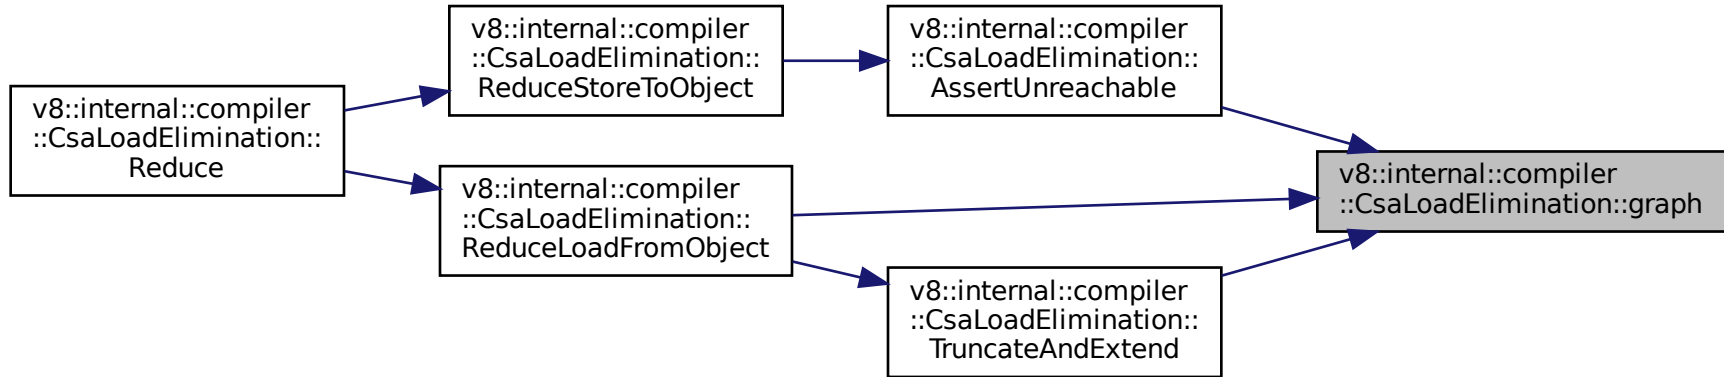 v8::internal::compiler
::CsaLoadElimination::
Reduce
v8::internal::compiler
::CsaLoadElimination::
ReduceStoreToObject
v8::internal::compiler
::CsaLoadElimination::
ReduceLoadFromObject
v8::internal::compiler
::CsaLoadElimination::
AssertUnreachable
v8::internal::compiler
::CsaLoadElimination::
TruncateAndExtend
v8::internal::compiler
::CsaLoadElimination::graph